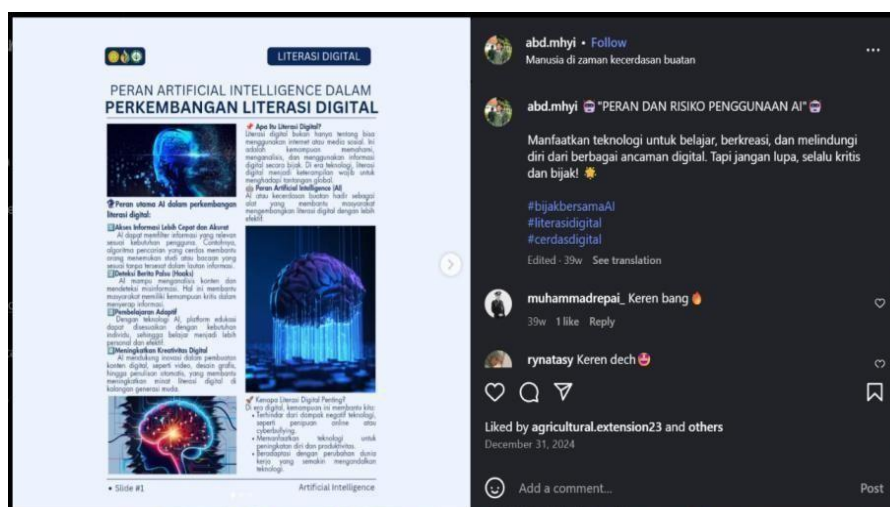 LITERASI DIGITAL
PERAN ARTIFICIAL INTELLIGENCE DALAM
PERKEMBANGAN LITERASI DIGITAL
Peran utama AI dalam perkembangan
literasi digital:
1 Akses Informasi Lebih Cepat dan Akurat
AI dapat memfilter informasi yang relevan
sesuai kebutuhan pengguna. Contohnya,
algoritma pencarian yang cerdas membantu
orang menemukan studi atau bacaan yang
sesuai tanpa tersesat dalam lautan informasi.
2 Deteksi Berita Palsu (Hoaks)
AI mampu menganalisis konten dan
mendeteksi misinformasi. Hal ini membantu
masyarakat memiliki kemampuan kritis dalam
menyerap informasi.
3 Pembelajaran Adaptif
Dengan teknologi AI, platform edukasi
dapat disesuaikan dengan kebutuhan
individu, sehingga belajar menjadi lebih
personal dan efektif.
4 Meningkatkan Kreativitas Digital
AI mendukung inovasi dalam pembuatan
konten digital, seperti video, desain grafis,
hingga penulisan otomatis, yang membantu
meningkatkan minat literasi digital di
kalangan generasi muda.
📌 Apa Itu Literasi Digital?
Literasi digital bukan hanya tentang bisa
menggunakan internet atau media sosial. Ini
adalah kemampuan memahami,
menganalisis, dan menggunakan informasi
digital secara bijak. Di era teknologi, literasi
digital menjadi keterampilan wajib untuk
menghadapi tantangan global.
🤖 Peran Artificial Intelligence (AI)
AI atau kecerdasan buatan hadir sebagai
alat yang membantu masyarakat
mengembangkan literasi digital dengan lebih
efektif.
🚀 Kenapa Literasi Digital Penting?
Di era digital, kemampuan ini membantu kita:
• Terhindar dari dampak negatif teknologi,
seperti penipuan online atau
cyberbullying.
• Memanfaatkan teknologi untuk
peningkatan diri dan produktivitas.
• Beradaptasi dengan perubahan dunia
kerja yang semakin mengandalkan
teknologi.
• Slide #1
Artificial Intelligence
abd.mhyi • Follow
Manusia di zaman kecerdasan buatan
abd.mhyi "PERAN DAN RISIKO PENGGUNAAN AI"
Manfaatkan teknologi untuk belajar, berkreasi, dan melindungi
diri dari berbagai ancaman digital. Tapi jangan lupa, selalu kritis
dan bijak! 🌟
#bijakbersamaAI
#literasidigital
#cerdasdigital
Edited · 39w See translation
muhammadrepai_ Keren bang🔥
39w 1 like Reply
rynatasy Keren dech🤩
Liked by agricultural.extension23 and others
December 31, 2024
Add a comment...
Post